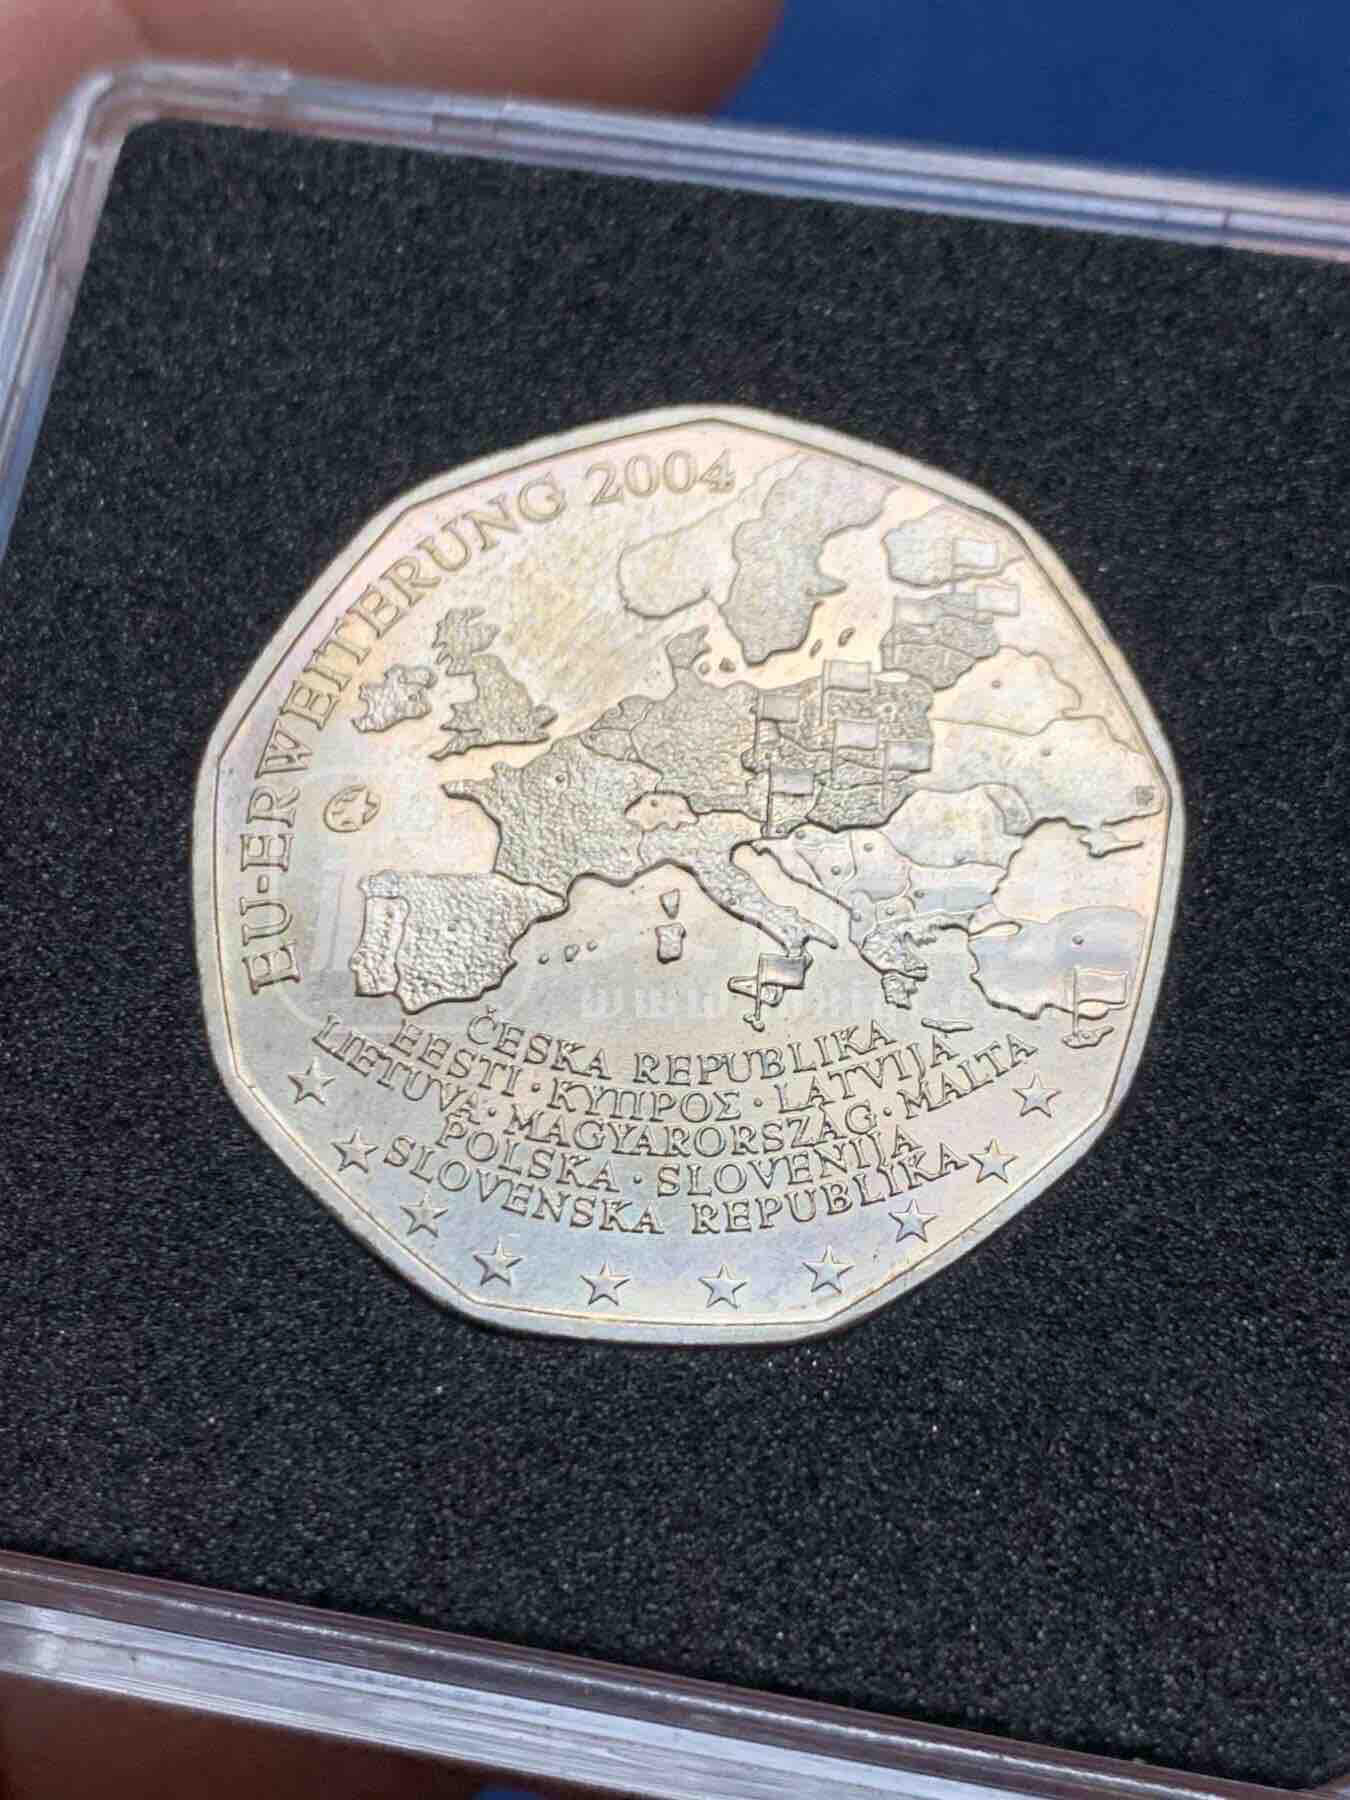 EU-ERWEITERUNG 2004
ČESKA REPUBLIKA
EESTI · ΚΥΠΡΟΣ · LATVIJA
LIETUVA · MAGYARORSZÁG · MALTA
POLSKA · SLOVENIJA
SLOVENSKA REPUBLIKA